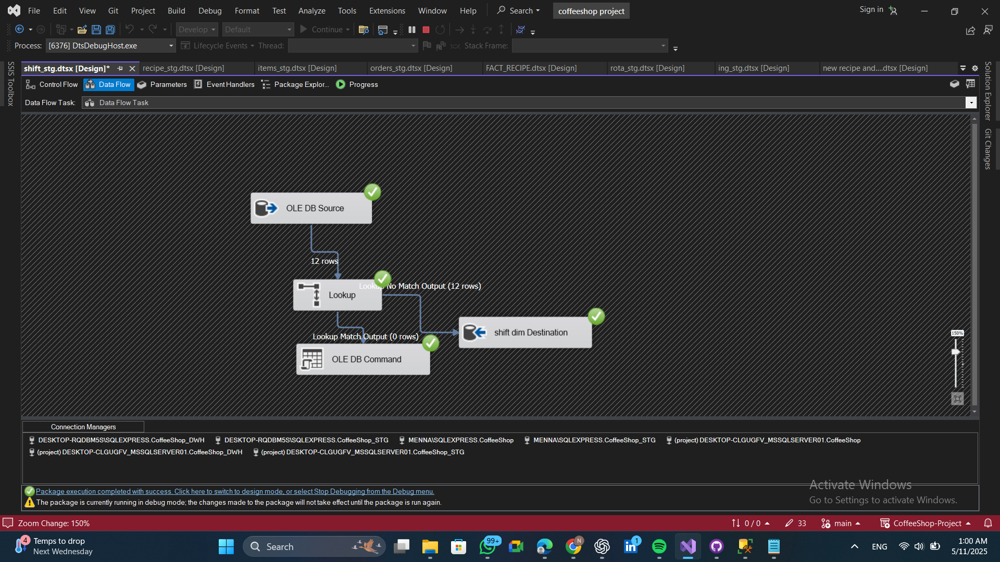 File Edit View Git Project Build Debug Format Test Analyze Tools Extensions Window Help Search coffeeshop project Sign in
Develop Default Continue
Process: [6376] DtsDebugHost.exe Lifecycle Events Thread: Stack Frame:
shift_stg.dtsx [Design]* recipe_stg.dtsx [Design] items_stg.dtsx [Design] orders_stg.dtsx [Design] FACT_RECIPE.dtsx [Design] rota_stg.dtsx [Design] ing_stg.dtsx [Design] new recipe and....dtsx [Design]
SSIS Toolbox
Solution Explorer
Git Changes
Control Flow Data Flow Parameters Event Handlers Package Explor... Progress
Data Flow Task: Data Flow Task
OLE DB Source
12 rows
Lookup No Match Output (12 rows)
Lookup
shift dim Destination
150%
Lookup Match Output (0 rows)
OLE DB Command
Connection Managers
DESKTOP-RQDBM5S\SQLEXPRESS.CoffeeShop_DWH DESKTOP-RQDBM5S\SQLEXPRESS.CoffeeShop_STG MENNA\SQLEXPRESS.CoffeeShop MENNA\SQLEXPRESS.CoffeeShop_STG (project) DESKTOP-CLGUGFV_MSSQLSERVER01.CoffeeShop
(project) DESKTOP-CLGUGFV_MSSQLSERVER01.CoffeeShop_DWH (project) DESKTOP-CLGUGFV_MSSQLSERVER01.CoffeeShop_STG
Activate Windows
Package execution completed with success. Click here to switch to design mode, or select Stop Debugging from the Debug menu.
Go to Settings to activate Windows.
The package is currently running in debug mode; the changes made to the package will not take effect until the package is run again.
Zoom Change: 150% 0 / 0 33 main CoffeeShop-Project
4 Temps to drop
Next Wednesday
Search
99+
N
1
ENG
1:00 AM
5/11/2025